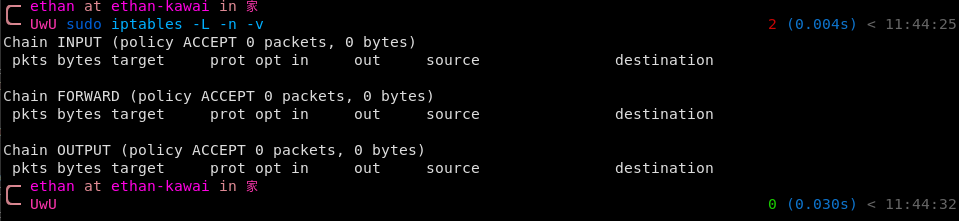 ethan at ethan-kawai in 家
UwU sudo iptables -L -n -v 2 (0.004s) < 11:44:25
Chain INPUT (policy ACCEPT 0 packets, 0 bytes)
 pkts bytes target     prot opt in     out     source               destination

Chain FORWARD (policy ACCEPT 0 packets, 0 bytes)
 pkts bytes target     prot opt in     out     source               destination

Chain OUTPUT (policy ACCEPT 0 packets, 0 bytes)
 pkts bytes target     prot opt in     out     source               destination
ethan at ethan-kawai in 家
UwU 0 (0.030s) < 11:44:32